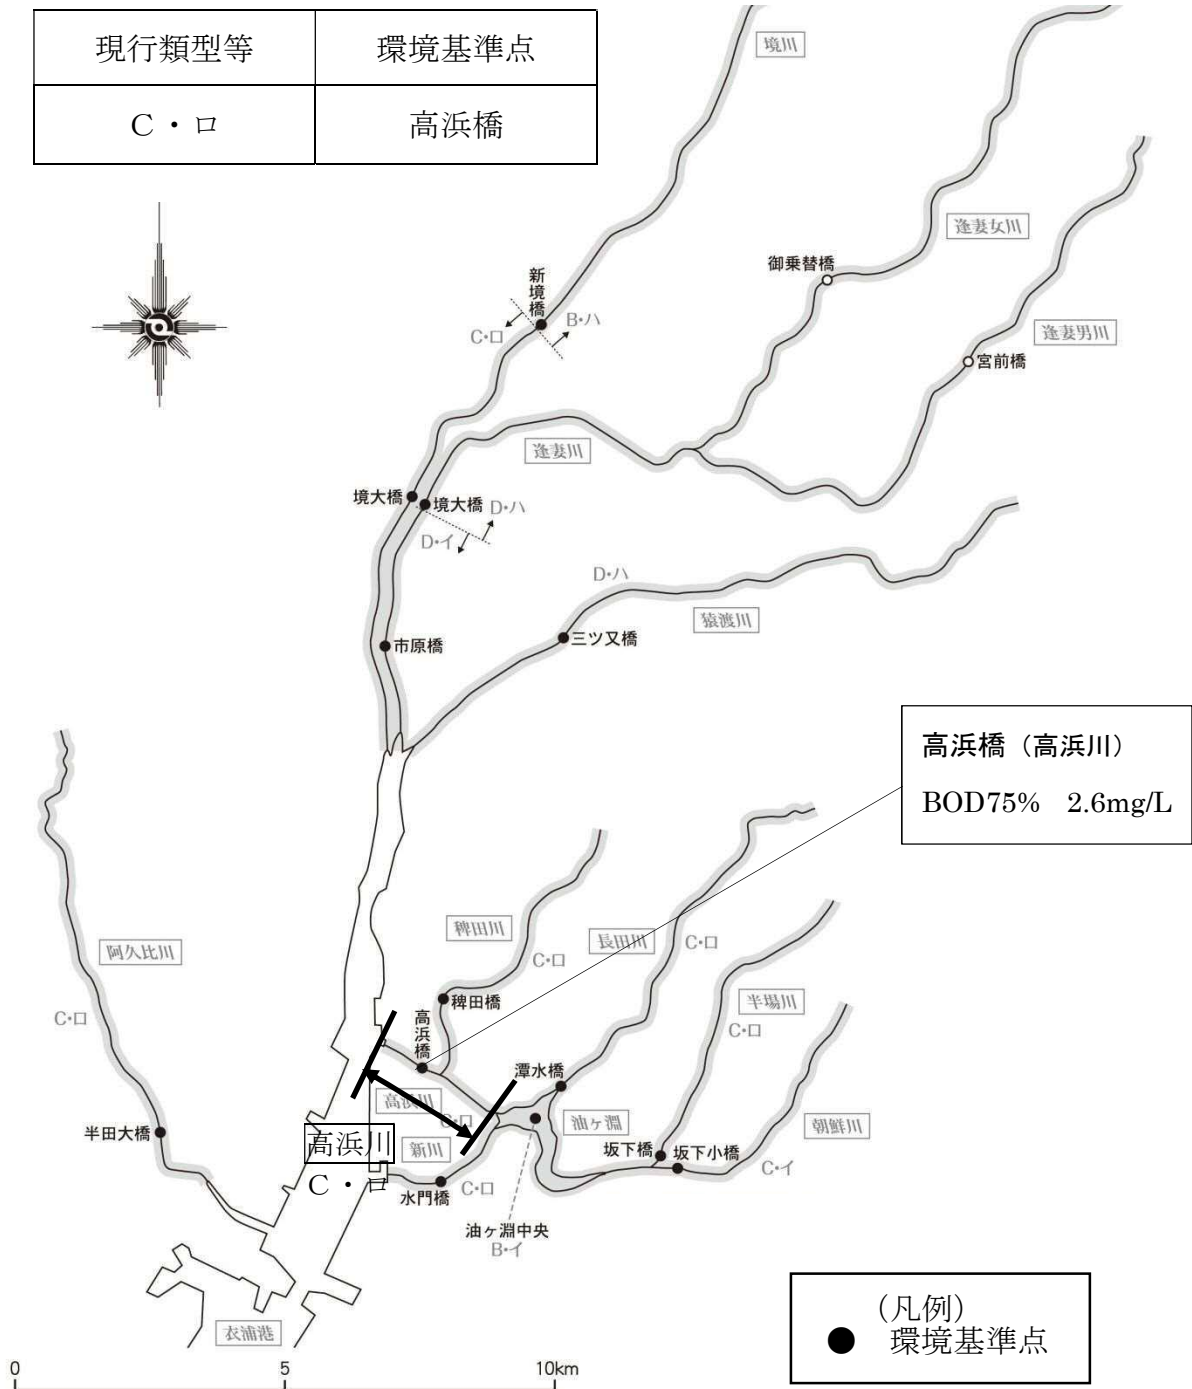 現行類型等
環境基準点
C・ロ
高浜橋
境川
逢妻女川
御乗替橋
逢妻男川
宮前橋
新境橋
B・ハ
C・ロ
逢妻川
境大橋
境大橋
D・ハ
D・イ
D・ハ
猿渡川
三ツ又橋
市原橋
高浜橋（高浜川）
BOD75%　2.6mg/L
稗田川
C・ロ
長田川
C・ロ
阿久比川
C・ロ
稗田橋
半場川
C・ロ
高浜橋
潭水橋
高浜川
C・ロ
油ヶ淵
朝鮮川
半田大橋
高浜川
C・ロ
新川
坂下橋
坂下小橋
C・イ
水門橋
C・ロ
油ヶ淵中央
B・イ
衣浦港
（凡例）
● 環境基準点
0
5
10km